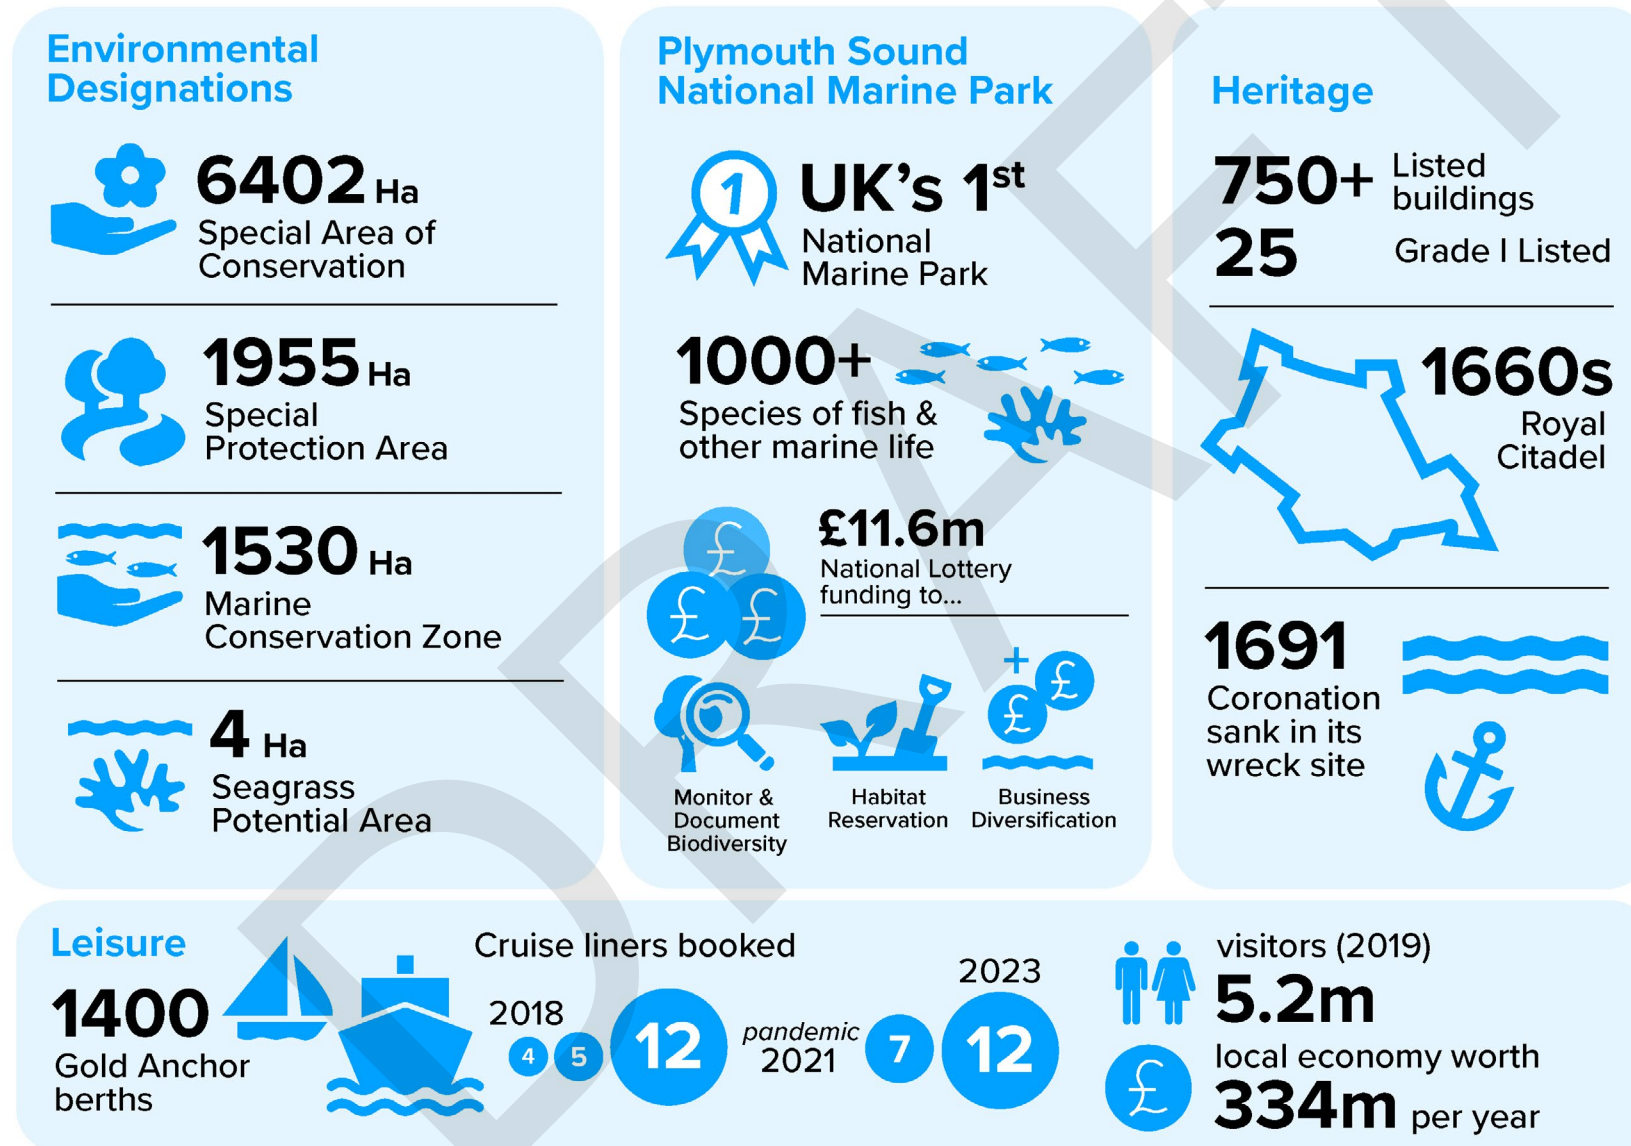 Environmental
Designations
6402 Ha
Special Area of
Conservation
1955 Ha
Special
Protection Area
1530 Ha
Marine
Conservation Zone
4 Ha
Seagrass
Potential Area
Plymouth Sound
National Marine Park
1
UK's 1st
National
Marine Park
1000+
Species of fish &
other marine life
£
£ £
£11.6m
National Lottery
funding to...
Monitor &
Document
Biodiversity
Habitat
Reservation
+
£ £
Business
Diversification
Heritage
750+ Listed
buildings
25 Grade I Listed
1660s
Royal
Citadel
1691
Coronation
sank in its
wreck site
Leisure
1400
Gold Anchor
berths
Cruise liners booked
2018
4 5 12
pandemic
2021
7
2023
12
visitors (2019)
5.2m
£
local economy worth
334m per year
DRAFT